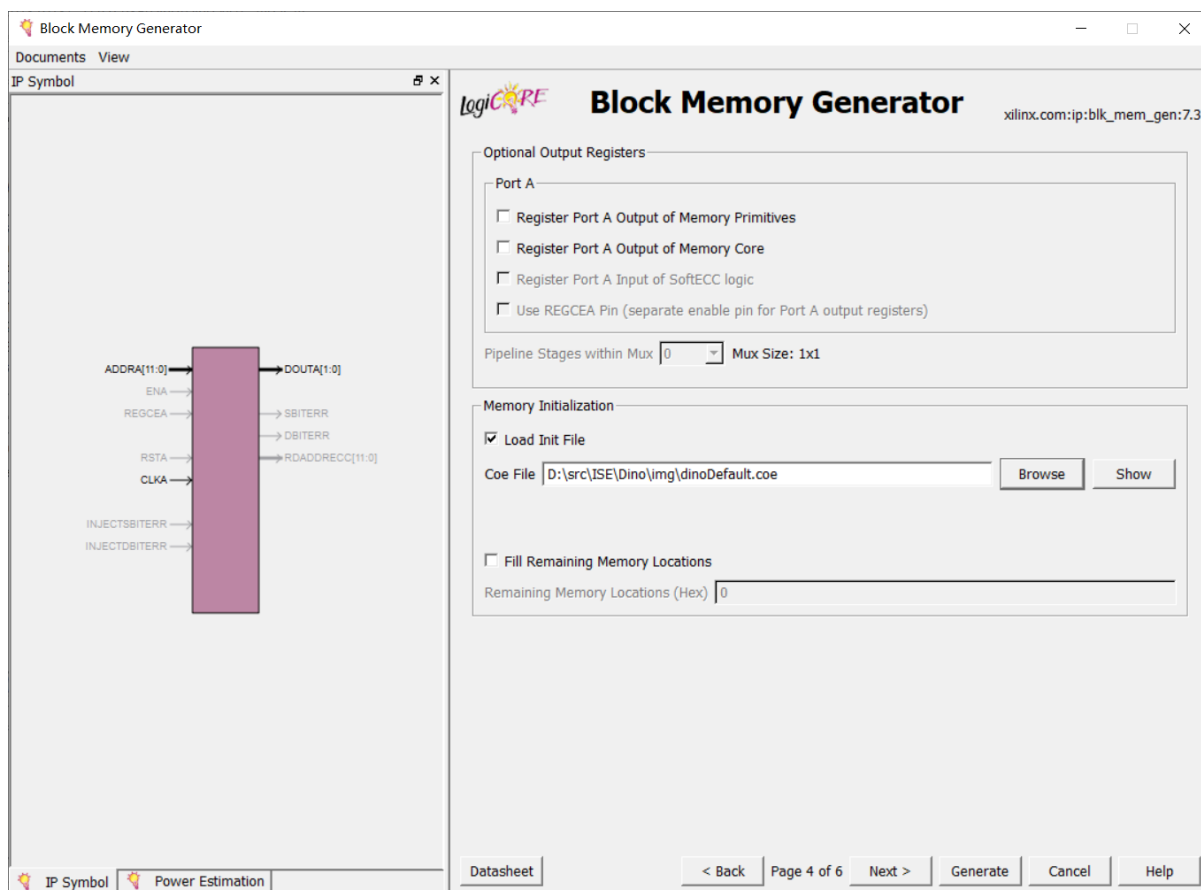 Block Memory Generator
Documents View
IP Symbol
ADDRA[11:0]
ENA
REGCEA
RSTA
CLKA
INJECTSBITERR
INJECTDBITERR
DOUTA[1:0]
SBITERR
DBITERR
RDADDRECC[11:0]
IP Symbol Power Estimation
LogiCORE
Block Memory Generator
xilinx.com:ip:blk_mem_gen:7.3
Optional Output Registers
Port A
Register Port A Output of Memory Primitives
Register Port A Output of Memory Core
Register Port A Input of SoftECC logic
Use REGCEA Pin (separate enable pin for Port A output registers)
Pipeline Stages within Mux 0 Mux Size: 1x1
Memory Initialization
Load Init File
Coe File D:\src\ISE\Dino\img\dinoDefault.coe Browse Show
Fill Remaining Memory Locations
Remaining Memory Locations (Hex) 0
Datasheet < Back Page 4 of 6 Next > Generate Cancel Help